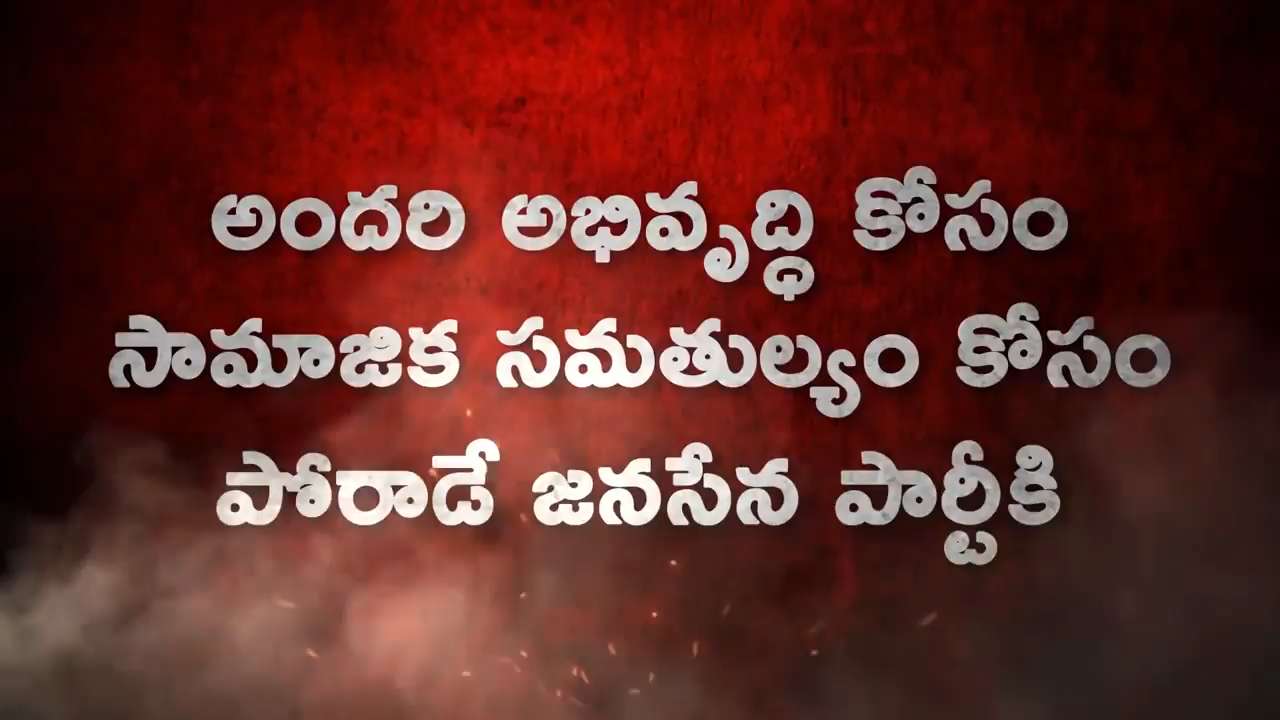 అందరి అభివృద్ధి కోసం
సామాజిక సమతుల్యం కోసం
పోరాడే జనసేన పార్టీకి